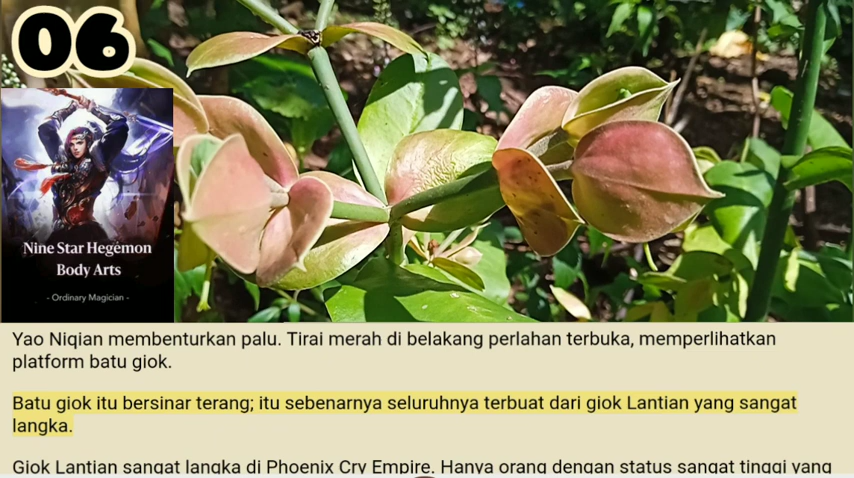 06
Nine Star Hegemon
Body Arts
- Ordinary Magician -
Yao Niqian membenturkan palu. Tirai merah di belakang perlahan terbuka, memperlihatkan
platform batu giok.
Batu giok itu bersinar terang; itu sebenarnya seluruhnya terbuat dari giok Lantian yang sangat
langka.
Giok Lantian sangat langka di Phoenix Cry Empire. Hanya orang dengan status sangat tinggi yang